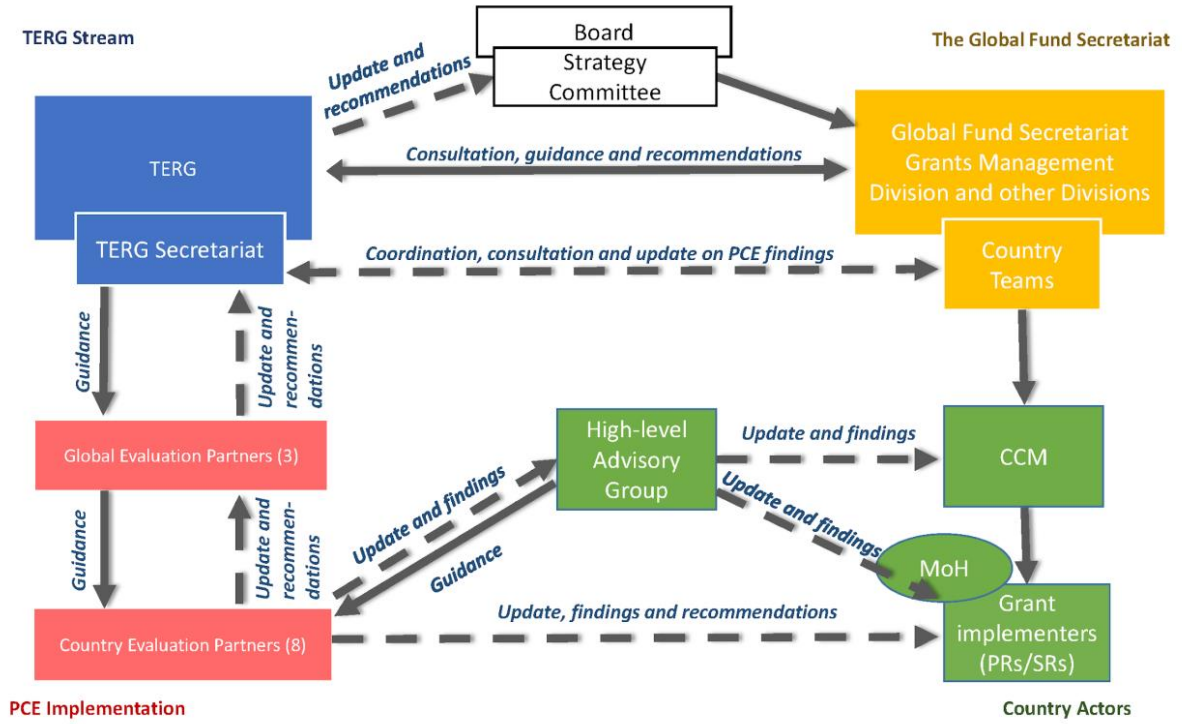 TERG Stream
Board
The Global Fund Secretariat
Strategy
Committee
Update and
recommendations
TERG
Global Fund Secretariat
Grants Management
Division and other Divisions
Consultation, guidance and recommendations
TERG Secretariat
Coordination, consultation and update on PCE findings
Country
Teams
Guidance
Update and
recommen-
dations
Global Evaluation Partners (3)
High-level
Advisory
Group
Update and findings
CCM
Guidance
Update and
recommen-
dations
Update and findings
Guidance
Update and findings
MoH
Country Evaluation Partners (8)
Update, findings and recommendations
Grant
implementers
(PRs/SRs)
PCE Implementation
Country Actors